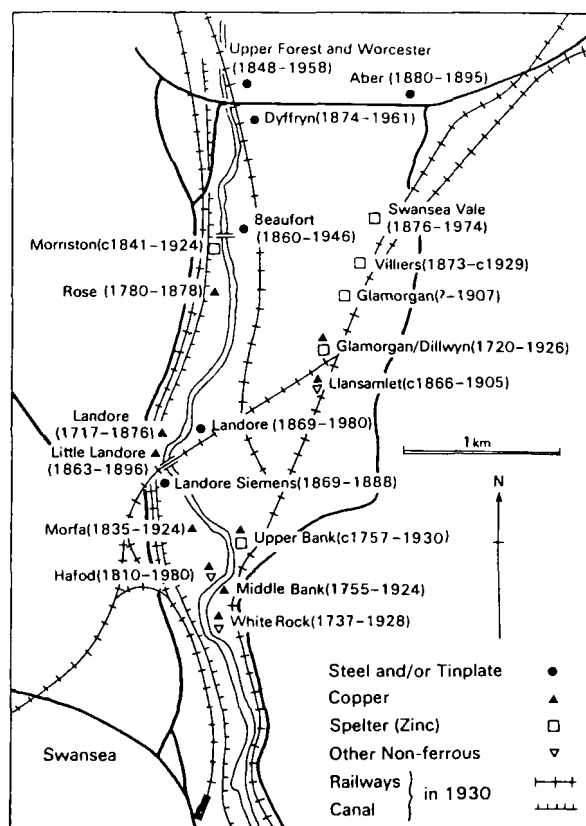 Upper Forest and Worcester
(1848-1958)
Aber (1880-1895)
Dyffryn(1874-1961)
Beaufort
(1860-1946)
Swansea Vale
(1876-1974)
Morriston(c1841-1924)
Villiers(1873-c1929)
Rose (1780-1878)
Glamorgan(?-1907)
Glamorgan/Dillwyn(1720-1926)
Llansamlet(c1866-1905)
Landore
(1717-1876)
Landore (1869-1980)
Little Landore
(1863-1896)
1 km
Landore Siemens(1869-1888)
N
Morfa(1835-1924)
Upper Bank(c1757-1930)
Hafod(1810-1980)
Middle Bank(1755-1924)
White Rock(1737-1928)
Steel and/or Tinplate
Copper
Spelter (Zinc)
Other Non-ferrous
Railways
Canal
in 1930
Swansea